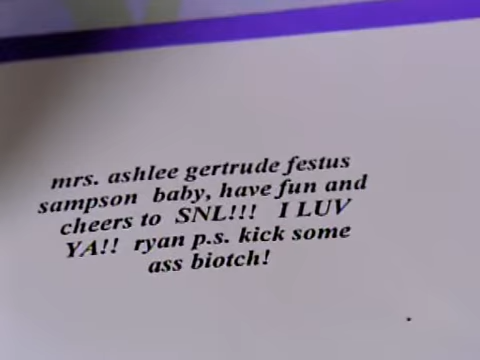 mrs. ashlee gertrude festus
sampson baby, have fun and
cheers to SNL!!! I LUV
YA!! ryan p.s. kick some
ass biotch!